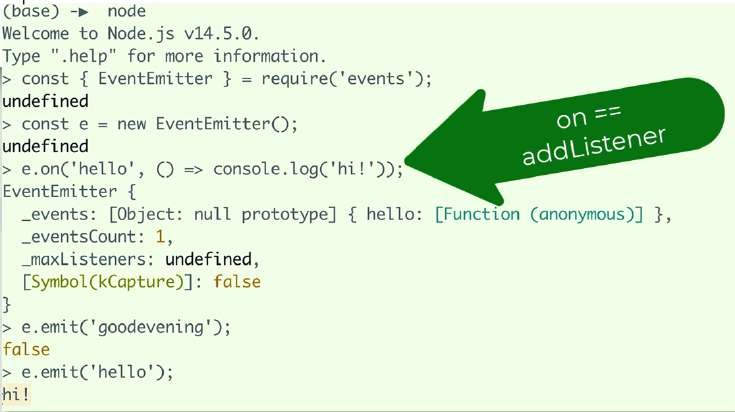 (base) -► node
Welcome to Node.js v14.5.0.
Type ".help" for more information.
> const { EventEmitter } = require('events');
undefined
> const e = new EventEmitter();
undefined
> e.on('hello', () => console.log('hi!'));
on ==
addListener
EventEmitter {
  _events: [Object: null prototype] { hello: [Function (anonymous)] },
  _eventsCount: 1,
  _maxListeners: undefined,
  [Symbol(kCapture)]: false
}
> e.emit('goodevening');
false
> e.emit('hello');
hi!